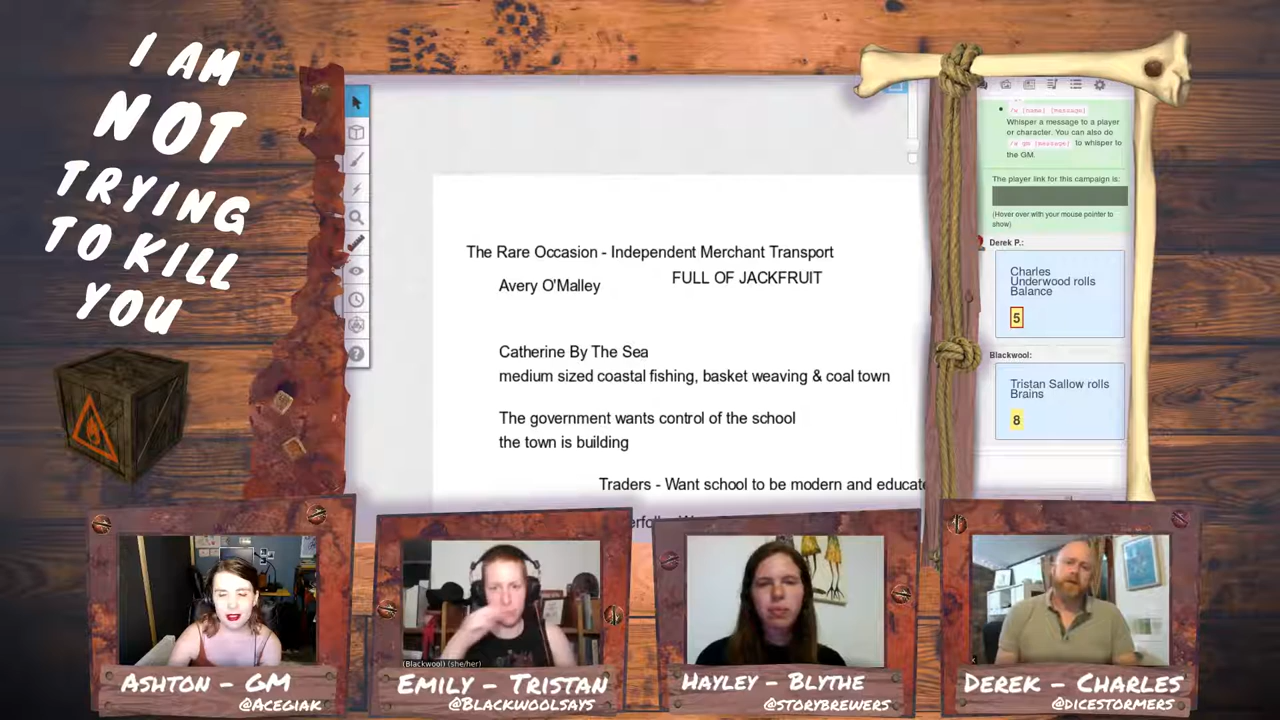 I AM
NOT
TRYING
TO KILL
YOU
The Rare Occasion - Independent Merchant Transport
FULL OF JACKFRUIT
Avery O'Malley
Catherine By The Sea
medium sized coastal fishing, basket weaving & coal town
The government wants control of the school
the town is building
Traders - Want school to be modern and educate
/w [name] [message]
Whisper a message to a player
or character. You can also do
/w gm [message] to whisper to
the GM.
The player link for this campaign is:
(Hover over with your mouse pointer to
show)
Derek P.:
Charles
Underwood rolls
Balance
5
Blackwool:
Tristan Sallow rolls
Brains
8
(Blackwool) (she/her)
ASHTON - GM
@ACEGIAK
EMILY - TRISTAN
@BLACKWOOLSAYS
HAYLEY - BLYTHE
@STORYBREWERS
DEREK - CHARLES
@DICESTORMERS